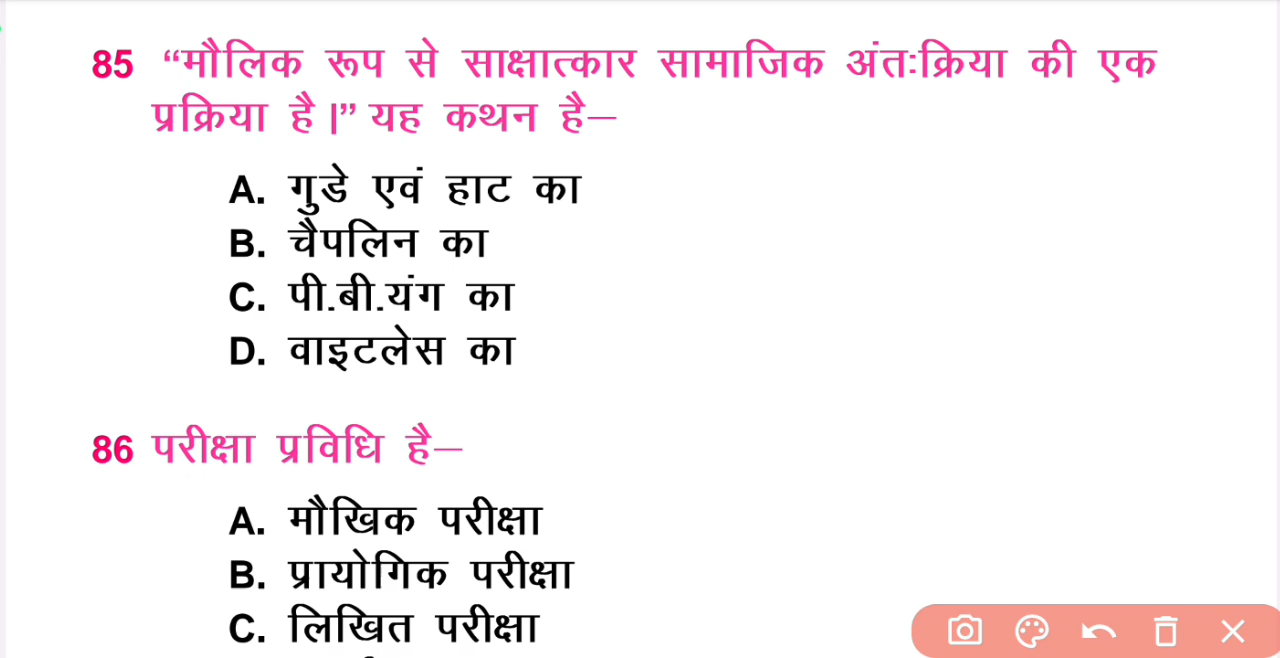 85 “मौलिक रूप से साक्षात्कार सामाजिक अंतःक्रिया की एक
प्रक्रिया है।” यह कथन है–
A. गुडे एवं हाट का
B. चैपलिन का
C. पी.बी.यंग का
D. वाइटलेस का
86 परीक्षा प्रविधि है–
A. मौखिक परीक्षा
B. प्रायोगिक परीक्षा
C. लिखित परीक्षा